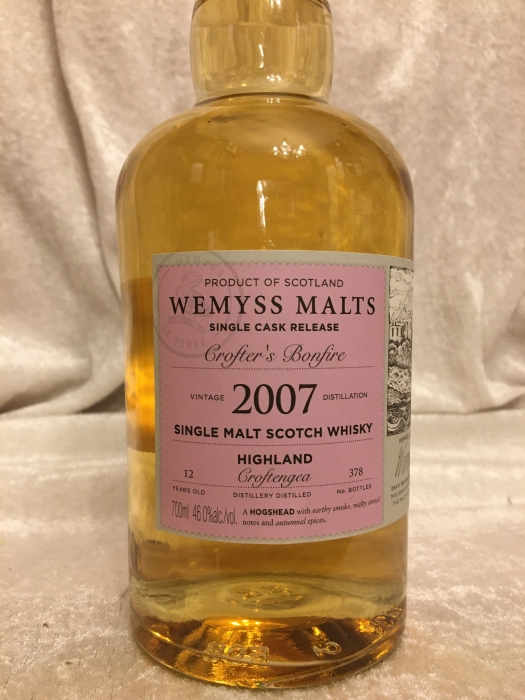 PRODUCT OF SCOTLAND
WEMYSS MALTS
SINGLE CASK RELEASE
Crofter's Bonfire
VINTAGE 2007 DISTILLATION
SINGLE MALT SCOTCH WHISKY
HIGHLAND
12 Croftengea 378
YEARS OLD DISTILLERY DISTILLED No. BOTTLES
700ml 46.0%alc/vol. A HOGSHEAD with earthy smoke, malty cereal
notes and autumnal spices.